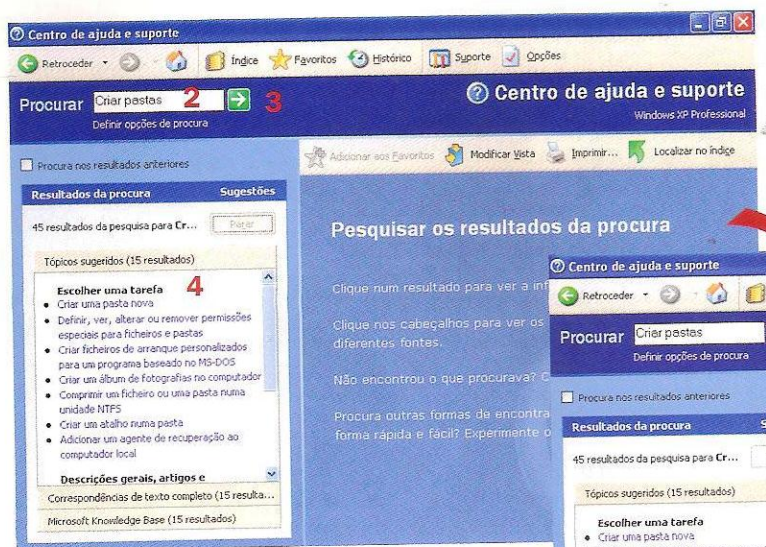 Centro de ajuda e suporte
Retroceder Índice Favoritos Histórico Suporte Opções
Procurar Criar pastas 2 3
Definir opções de procura
Centro de ajuda e suporte
Windows XP Professional
Procura nos resultados anteriores
Adicionar aos Favoritos Modificar Vista Imprimir... Localizar no índice
Resultados da procura Sugestões
45 resultados da pesquisa para Cr... Parar
Tópicos sugeridos (15 resultados)
Escolher uma tarefa 4
Criar uma pasta nova
Definir, ver, alterar ou remover permissões
especiais para ficheiros e pastas
Criar ficheiros de arranque personalizados
para um programa baseado no MS-DOS
Criar um álbum de fotografias no computador
Comprimir um ficheiro ou uma pasta numa
unidade NTFS
Criar um atalho numa pasta
Adicionar um agente de recuperação ao
computador local
Descrições gerais, artigos e
Correspondências de texto completo (15 resulta...
Microsoft Knowledge Base (15 resultados)
Pesquisar os resultados da procura
Clique num resultado para ver a inf
Clique nos cabeçalhos para ver os
diferentes fontes.
Não encontrou o que procurava? C
Procura outras formas de encontra
forma rápida e fácil? Experimente o
Centro de ajuda e suporte
Retroceder
Procurar Criar pastas
Definir opções de procura
Procura nos resultados anteriores
Resultados da procura S
45 resultados da pesquisa para Cr...
Tópicos sugeridos (15 resultados)
Escolher uma tarefa
Criar uma pasta nova